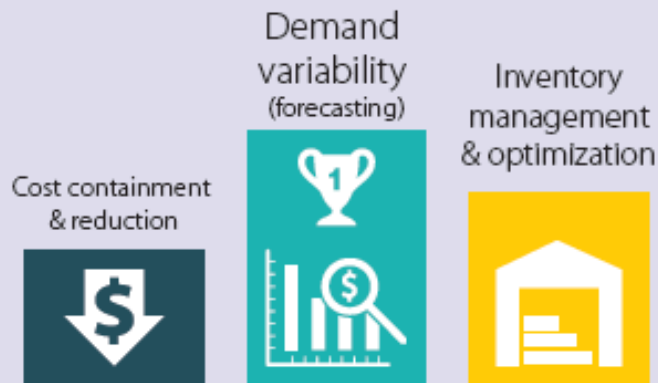 Cost containment
& reduction
Demand
variability
(forecasting)
1
$
Inventory
management
& optimization
$